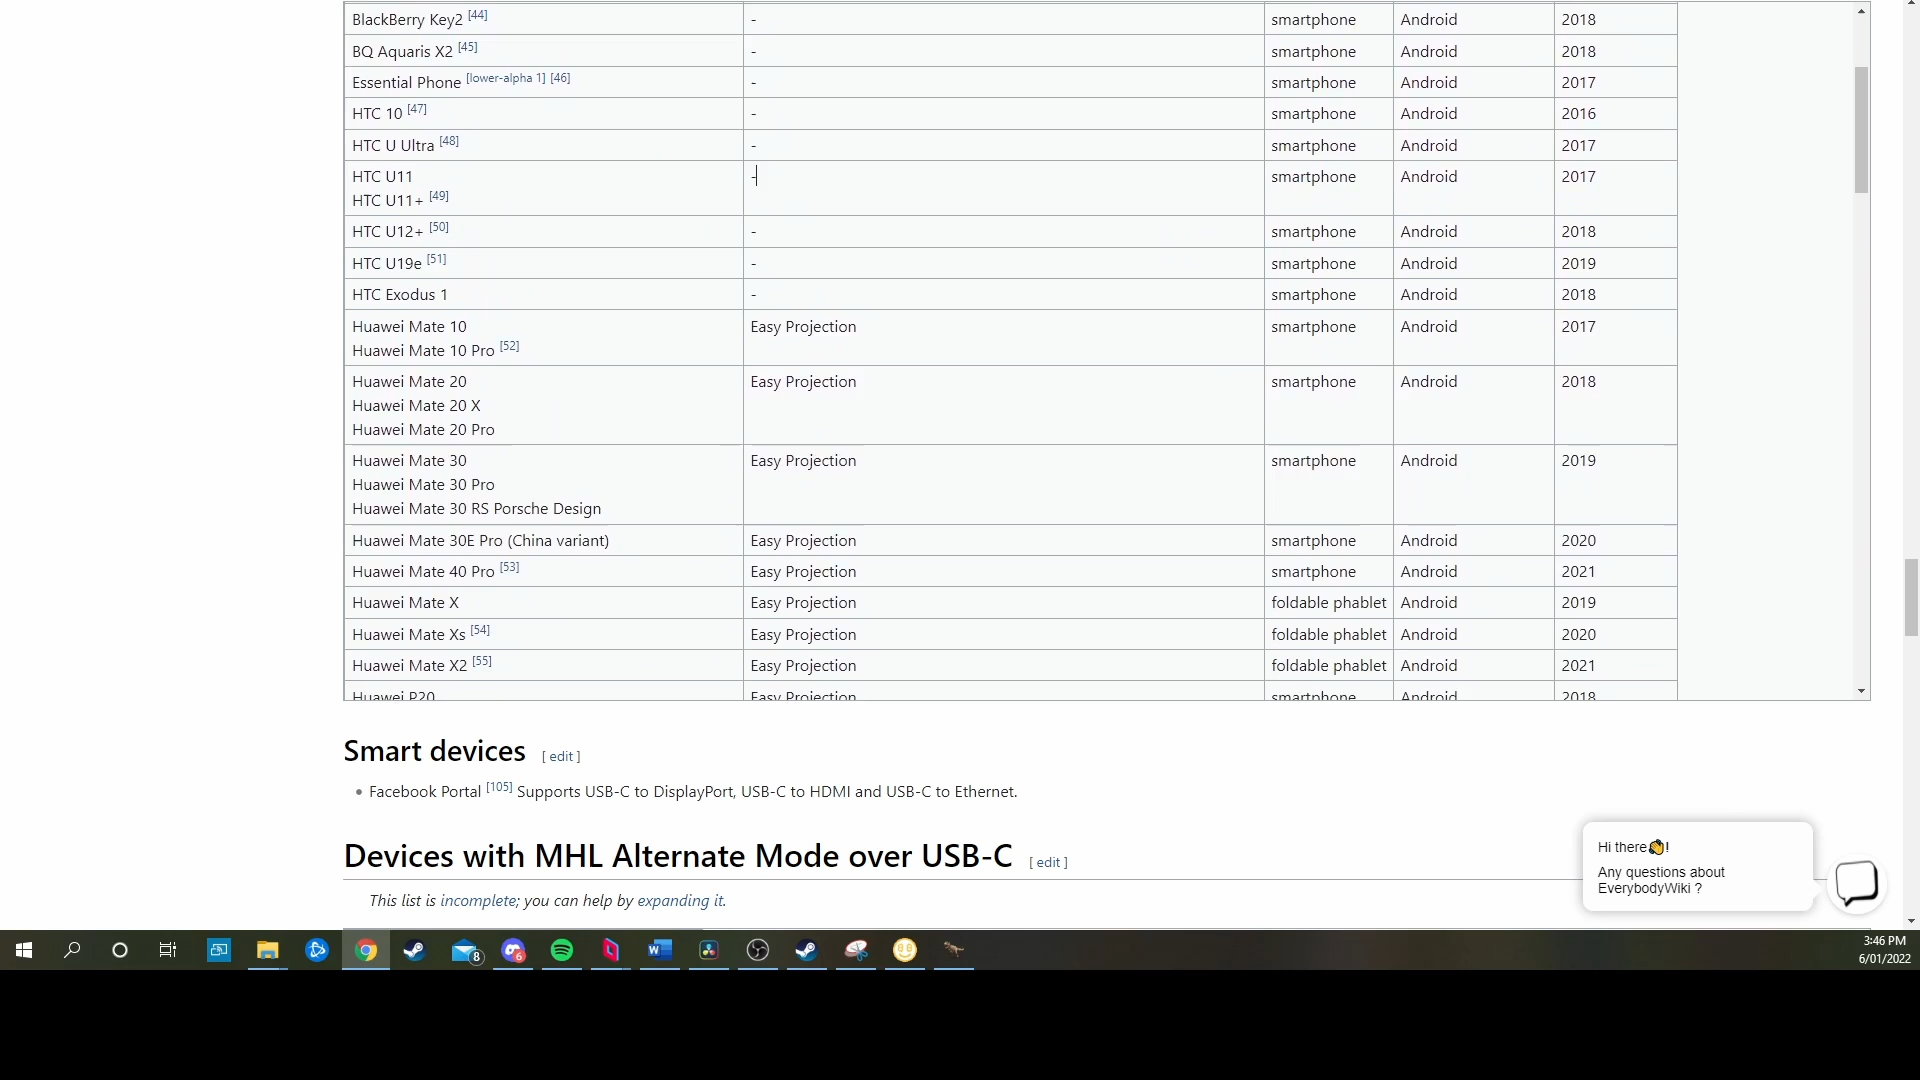 BlackBerry Key2 [44] - smartphone Android 2018
BQ Aquaris X2 [45] - smartphone Android 2018
Essential Phone [lower-alpha 1] [46] - smartphone Android 2017
HTC 10 [47] - smartphone Android 2016
HTC U Ultra [48] - smartphone Android 2017
HTC U11 - smartphone Android 2017
HTC U11+ [49]
HTC U12+ [50] - smartphone Android 2018
HTC U19e [51] - smartphone Android 2019
HTC Exodus 1 - smartphone Android 2018
Huawei Mate 10 Easy Projection smartphone Android 2017
Huawei Mate 10 Pro [52]
Huawei Mate 20 Easy Projection smartphone Android 2018
Huawei Mate 20 X
Huawei Mate 20 Pro
Huawei Mate 30 Easy Projection smartphone Android 2019
Huawei Mate 30 Pro
Huawei Mate 30 RS Porsche Design
Huawei Mate 30E Pro (China variant) Easy Projection smartphone Android 2020
Huawei Mate 40 Pro [53] Easy Projection smartphone Android 2021
Huawei Mate X Easy Projection foldable phablet Android 2019
Huawei Mate Xs [54] Easy Projection foldable phablet Android 2020
Huawei Mate X2 [55] Easy Projection foldable phablet Android 2021
Huawei P20 Easy Projection smartphone Android 2018
Smart devices [ edit ]
• Facebook Portal [105] Supports USB-C to DisplayPort, USB-C to HDMI and USB-C to Ethernet.
Devices with MHL Alternate Mode over USB-C [ edit ]
This list is incomplete; you can help by expanding it.
Hi there👋!
Any questions about
EverybodyWiki ?
8
6
W
3:46 PM
6/01/2022